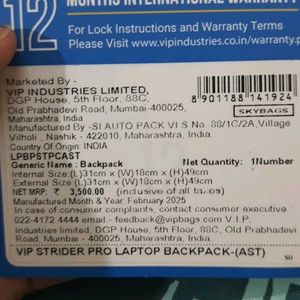 12 MONTHS INTERNATIONAL WARRANTY
For Lock Instructions and Warranty Terms
Please Visit www.vipindustries.co.in/warranty.p
Marketed By -
VIP INDUSTRIES LIMITED,
DGP House, 5th Floor, 88C,
Old Prabhadevi Road, Mumbai-400025,
Maharashtra, India
8 901188 141924
SKYBAGS
Manufactured By -SI AUTO PACK VI S No. 88/1C/2A,Village
Vilholi, Nashik - 422010, Maharashtra, India
Country Of Origin: INDIA
LPBPSTPCAST
Generic Name: Backpack Net Quantity: 1Number
Internal Size:(L)31cm X(W)18cm X(H)49cm
External Size:(L)31cm X(W)18cm X(H)49cm
NET MRP: ₹ 3,500.00 (inclusive of all taxes)
Manufactured Month & Year: February 2025
In case of consumer complaints, consumer contact
022-4172 4444 email - feedback@vipbags.com V.I.P.
Industries limited, DGP House, 5th Floor, Old Prabhadevi
Road, Mumbai - 400025, Maharashtra, India
VIP STRIDER PRO LAPTOP BACKPACK-(AST)
SU